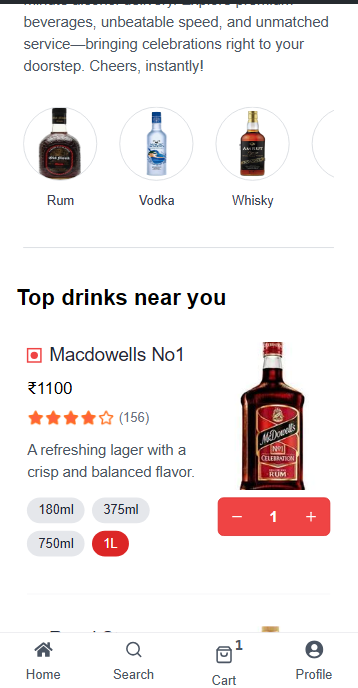 beverages, unbeatable speed, and unmatched
service—bringing celebrations right to your
doorstep. Cheers, instantly!
Rum
Vodka
Whisky
Top drinks near you
Macdowells No1
₹1100
(156)
A refreshing lager with a
crisp and balanced flavor.
180ml
375ml
750ml
1L
McDowell's
No1
CELEBRATION
RUM
− 1 +
Home
Search
1
Cart
Profile